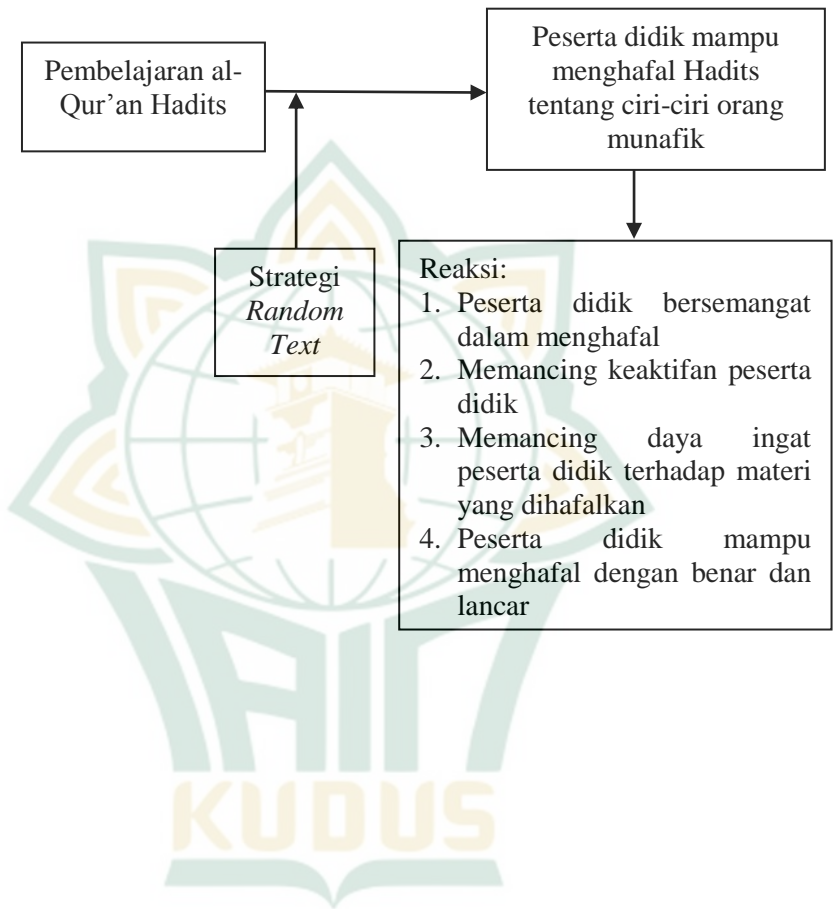 Pembelajaran al-
Qur’an Hadits
Peserta didik mampu
menghafal Hadits
tentang ciri-ciri orang
munafik
Strategi
Random
Text
Reaksi:
1. Peserta didik bersemangat
dalam menghafal
2. Memancing keaktifan peserta
didik
3. Memancing daya ingat
peserta didik terhadap materi
yang dihafalkan
4. Peserta didik mampu
menghafal dengan benar dan
lancar
IAIN
KUDUS